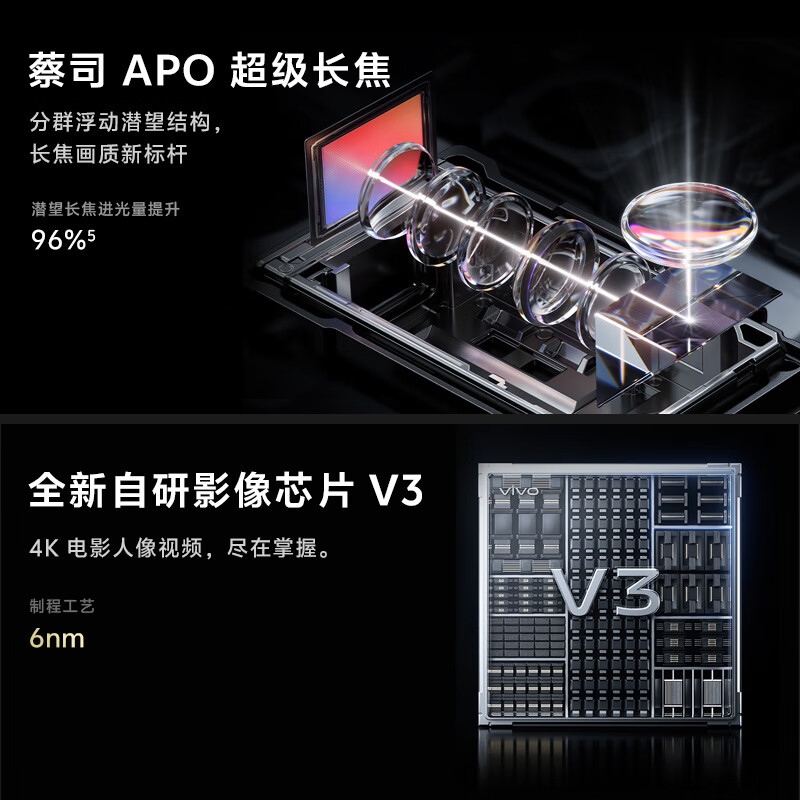 蔡司 APO 超级长焦
分群浮动潜望结构，
长焦画质新标杆
潜望长焦进光量提升
96%⁵
全新自研影像芯片 V3
4K 电影人像视频，尽在掌握。
制程工艺
6nm
vivo
V3